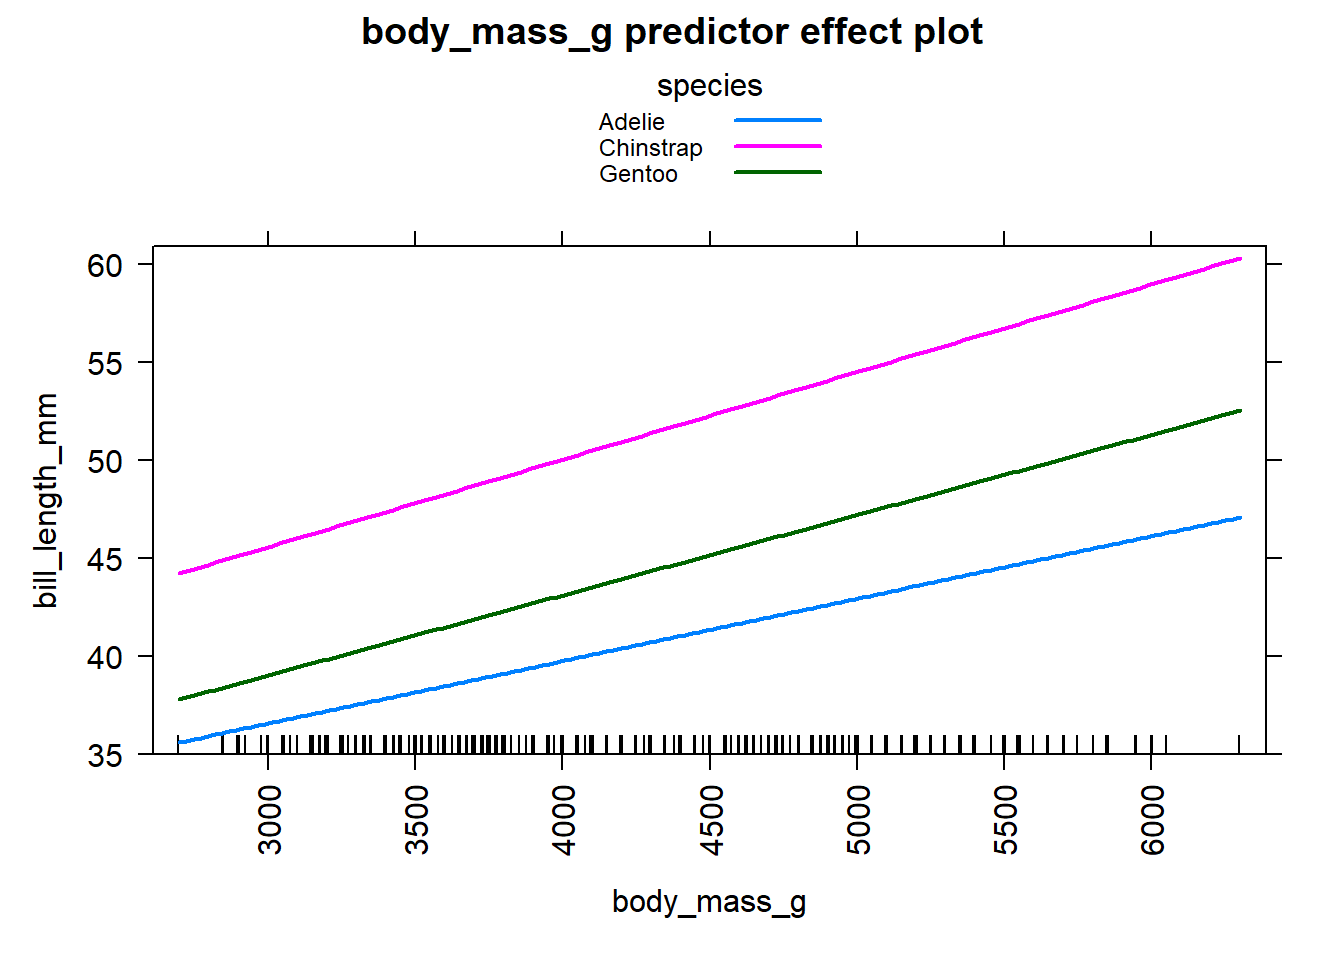 body_mass_g predictor effect plot
species
Adelie
Chinstrap
Gentoo
60
55
50
45
40
35
bill_length_mm
3000 3500 4000 4500 5000 5500 6000
body_mass_g